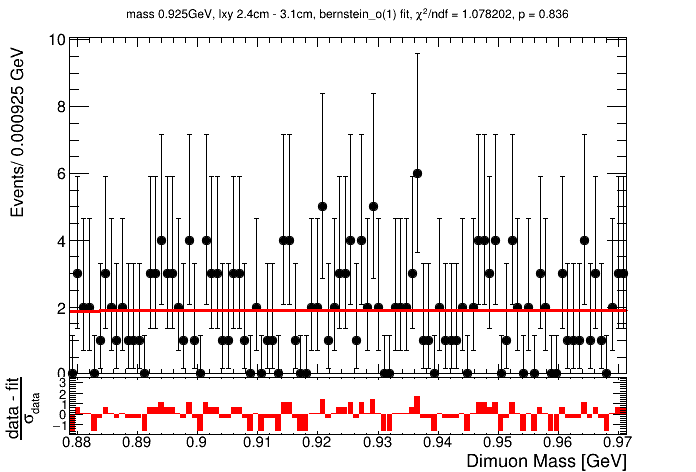 mass 0.925GeV, lxy 2.4cm - 3.1cm, bernstein_o(1) fit, χ²/ndf = 1.078202, p = 0.836
Events/ 0.000925 GeV
10
8
6
4
2
0
data - fit
σdata
3
2
1
0
−1
0.88 0.89 0.9 0.91 0.92 0.93 0.94 0.95 0.96 0.97
Dimuon Mass [GeV]